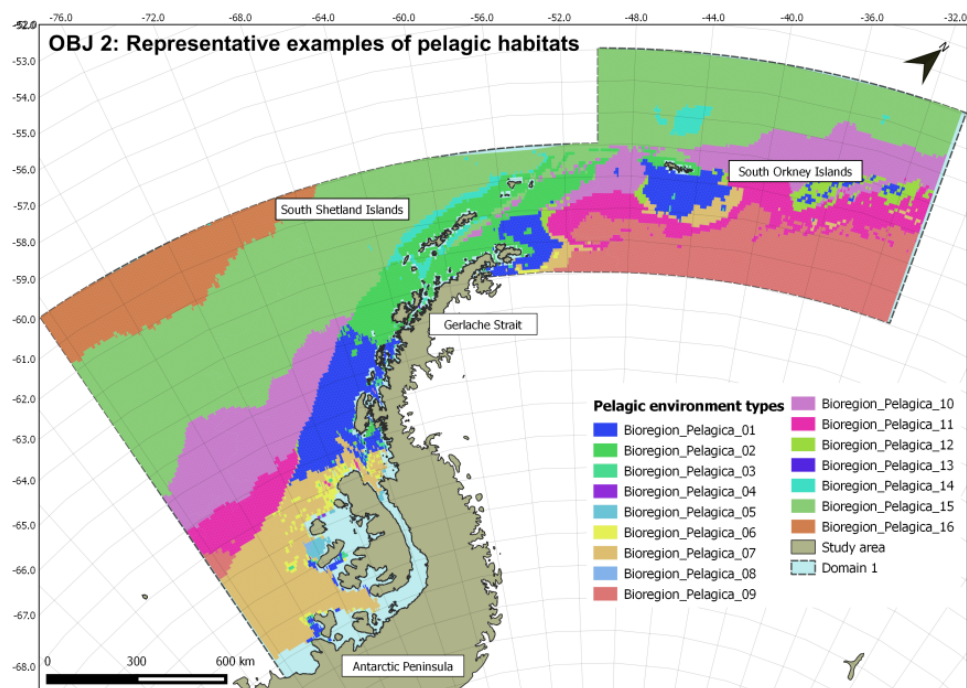 -76.0 -72.0 -68.0 -64.0 -60.0 -56.0 -52.0 -48.0 -44.0 -40.0 -36.0 -32.0
-52.0
OBJ 2: Representative examples of pelagic habitats
N
-53.0
-54.0
-55.0
-56.0
-57.0
-58.0
-59.0
-60.0
-61.0
-62.0
-63.0
-64.0
-65.0
-66.0
-67.0
-68.0
South Orkney Islands
South Shetland Islands
Gerlache Strait
Antarctic Peninsula
Pelagic environment types
Bioregion_Pelagica_01
Bioregion_Pelagica_02
Bioregion_Pelagica_03
Bioregion_Pelagica_04
Bioregion_Pelagica_05
Bioregion_Pelagica_06
Bioregion_Pelagica_07
Bioregion_Pelagica_08
Bioregion_Pelagica_09
Bioregion_Pelagica_10
Bioregion_Pelagica_11
Bioregion_Pelagica_12
Bioregion_Pelagica_13
Bioregion_Pelagica_14
Bioregion_Pelagica_15
Bioregion_Pelagica_16
Study area
Domain 1
0 300 600 km